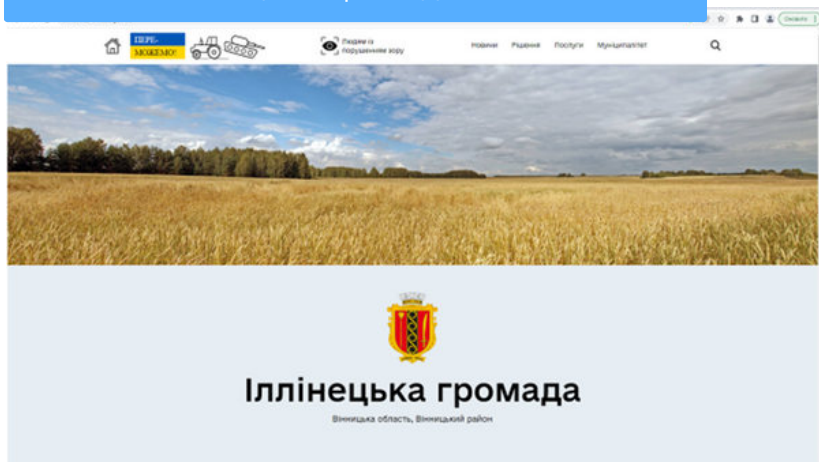 ПЕРЕ-
МОЖЕМО!
Людям із
порушенням зору
Новини Рішення Послуги Муніципалітет
Іллінецька громада
Вінницька область, Вінницький район